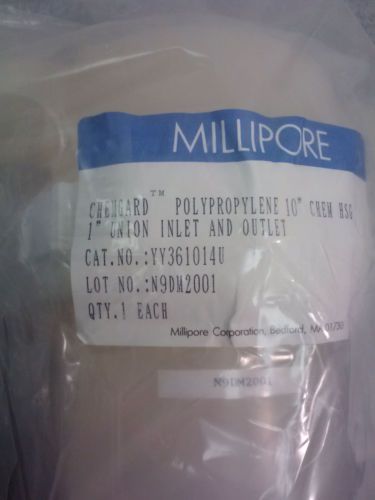 MILLIPORE
CHEMGARD™ POLYPROPYLENE 10" CHEM HSG
1" UNION INLET AND OUTLET
CAT.NO.:YY361014U
LOT NO.:N9DM2001
QTY.1 EACH
Millipore Corporation, Bedford, MA 01730
N9DM2001